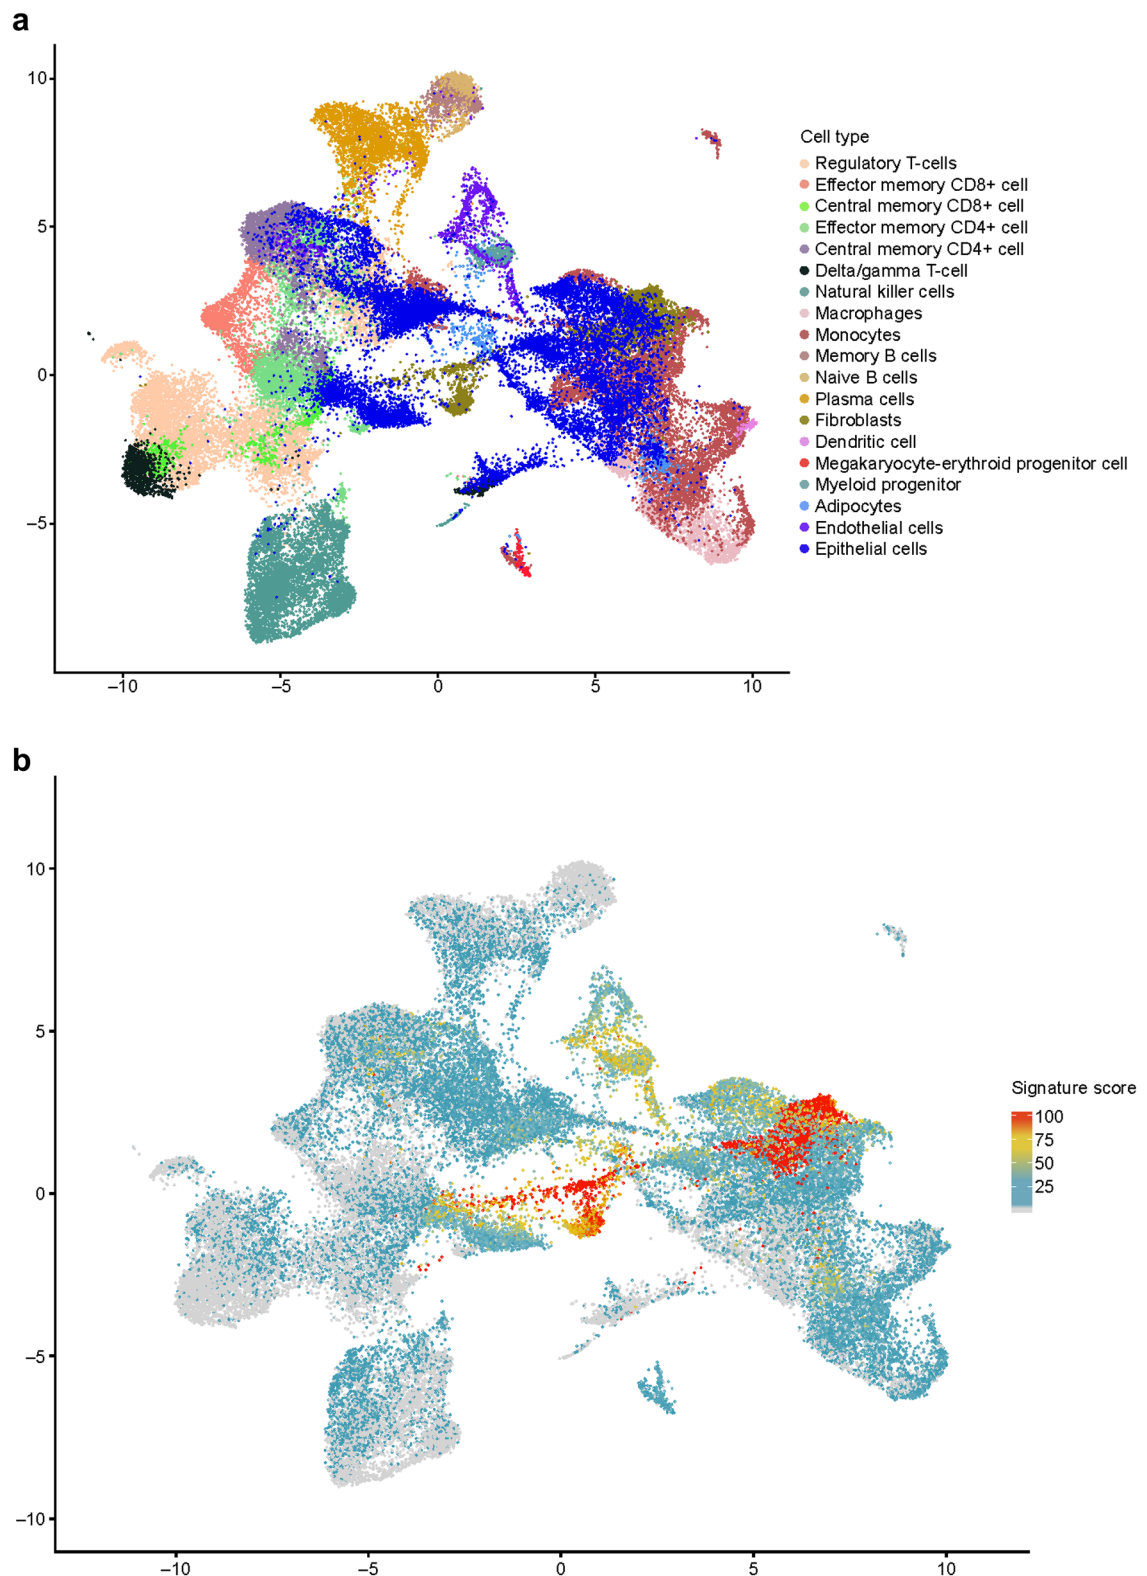 a
10
5
0
−5
−10
−5
0
5
10
Cell type
Regulatory T-cells
Effector memory CD8+ cell
Central memory CD8+ cell
Effector memory CD4+ cell
Central memory CD4+ cell
Delta/gamma T-cell
Natural killer cells
Macrophages
Monocytes
Memory B cells
Naive B cells
Plasma cells
Fibroblasts
Dendritic cell
Megakaryocyte-erythroid progenitor cell
Myeloid progenitor
Adipocytes
Endothelial cells
Epithelial cells
b
10
5
0
−5
−10
−10
−5
0
5
10
Signature score
100
75
50
25